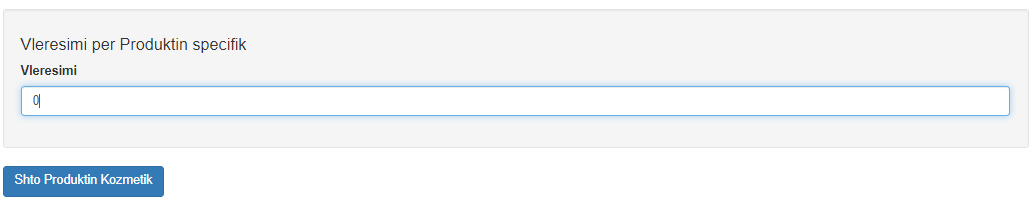 Vleresimi per Produktin specifik
Vleresimi
0
Shto Produktin Kozmetik